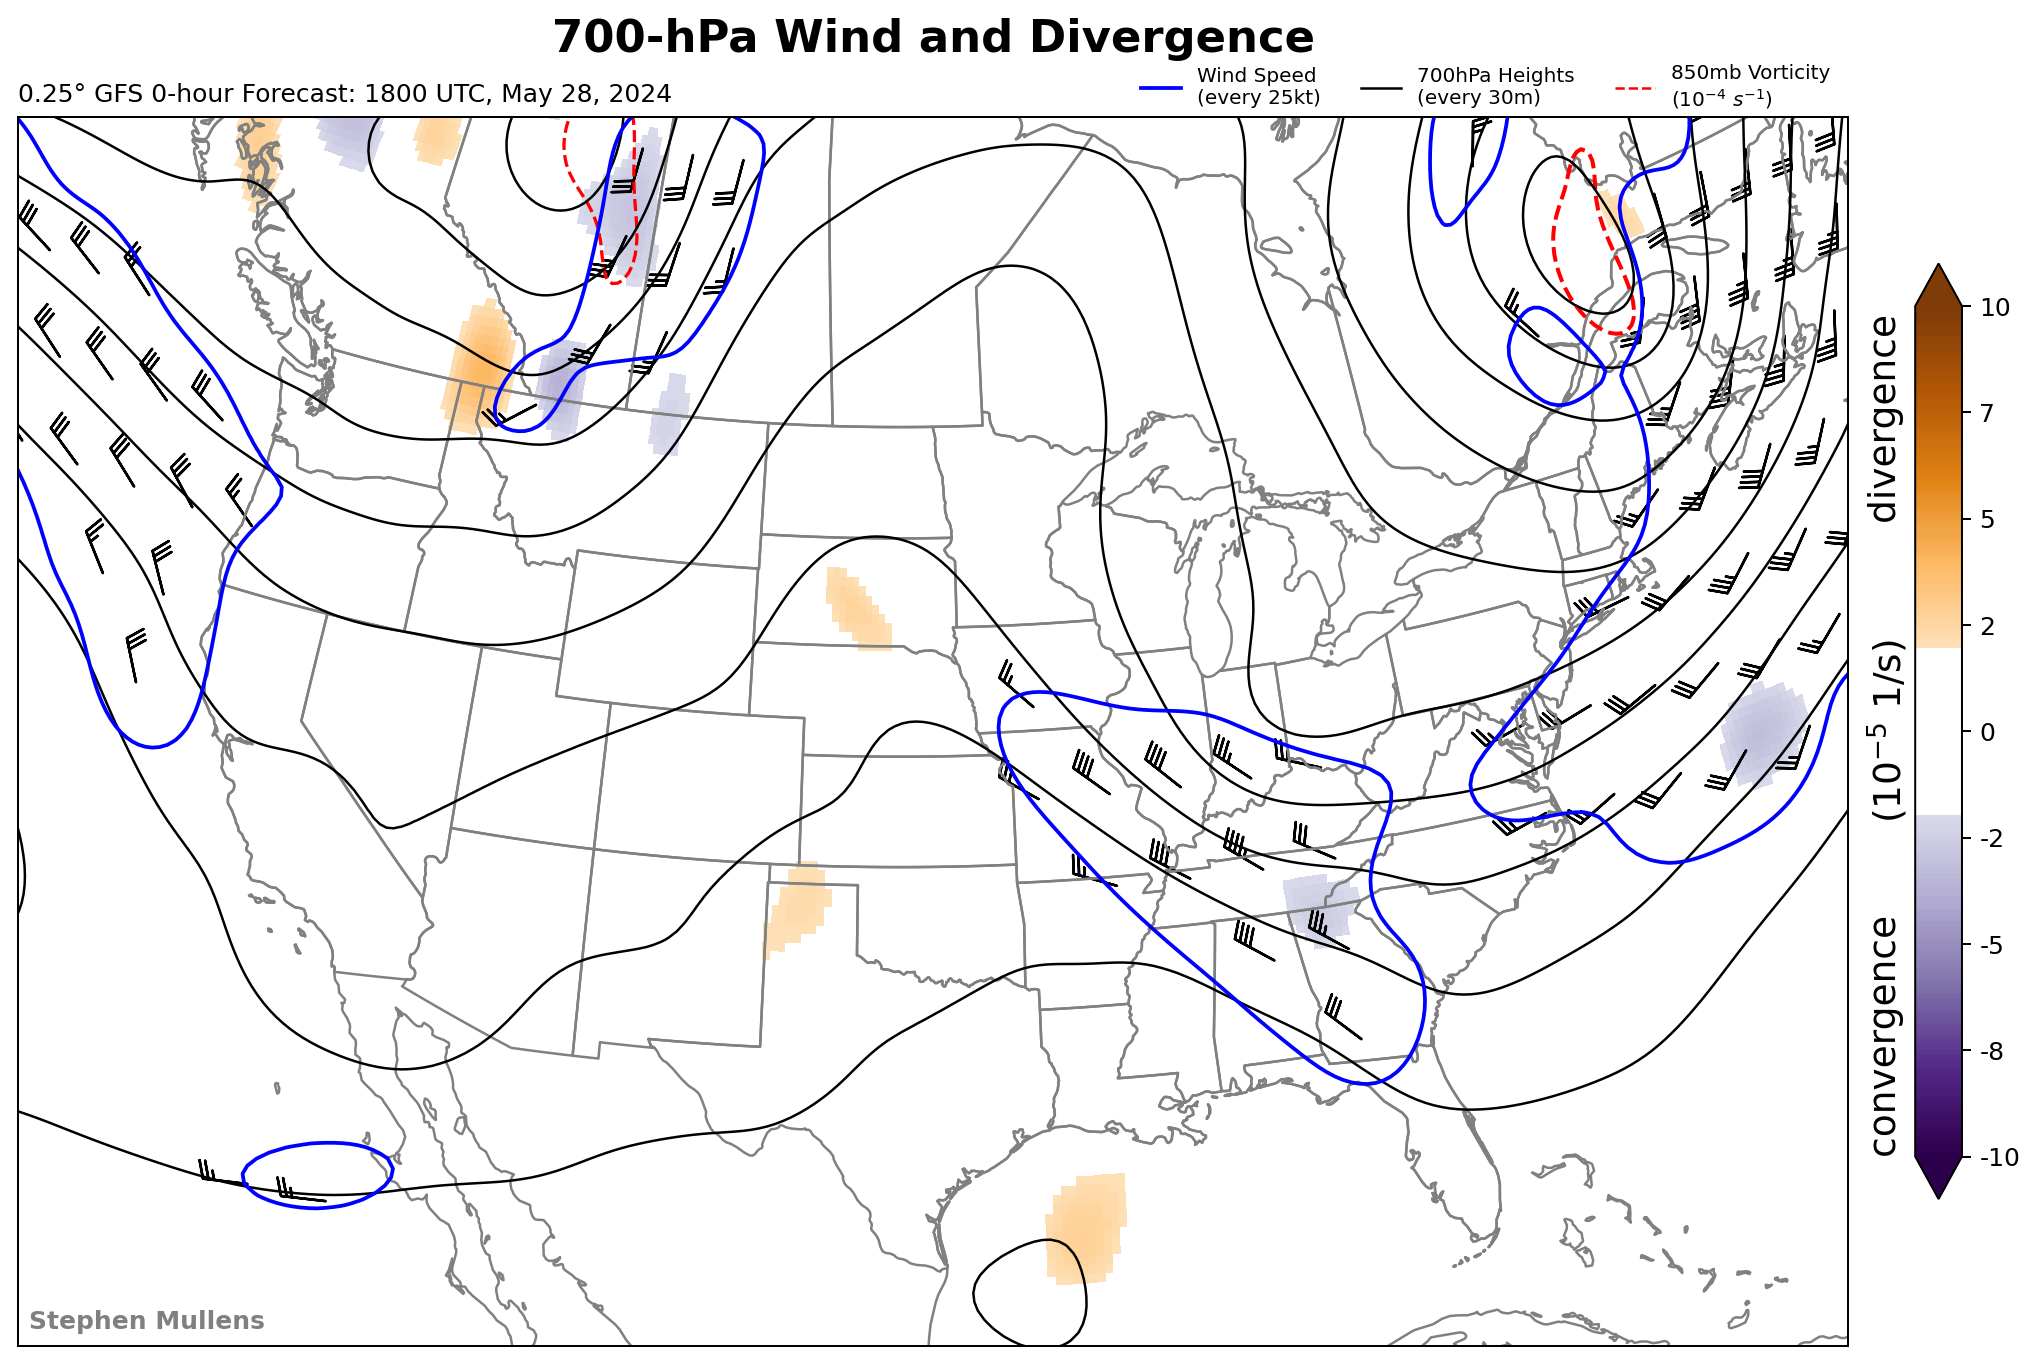 700-hPa Wind and Divergence
0.25° GFS 0-hour Forecast: 1800 UTC, May 28, 2024
Wind Speed
(every 25kt)
700hPa Heights
(every 30m)
850mb Vorticity
(10⁻⁴ s⁻¹)
10
7
5
2
0
-2
-5
-8
-10
convergence (10⁻⁵ 1/s) divergence
Stephen Mullens